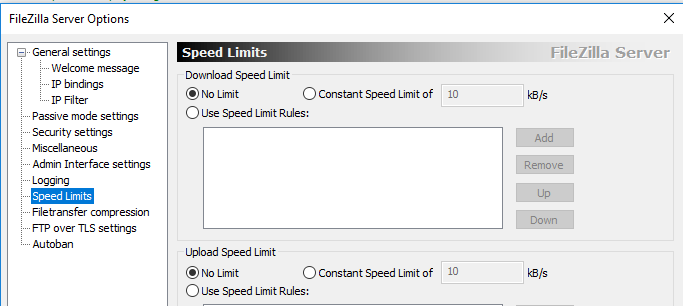 FileZilla Server Options
General settings
Welcome message
IP bindings
IP Filter
Passive mode settings
Security settings
Miscellaneous
Admin Interface settings
Logging
Speed Limits
Filetransfer compression
FTP over TLS settings
Autoban
Speed Limits
FileZilla Server
Download Speed Limit
No Limit
Constant Speed Limit of
10
kB/s
Use Speed Limit Rules:
Add
Remove
Up
Down
Upload Speed Limit
No Limit
Constant Speed Limit of
10
kB/s
Use Speed Limit Rules: